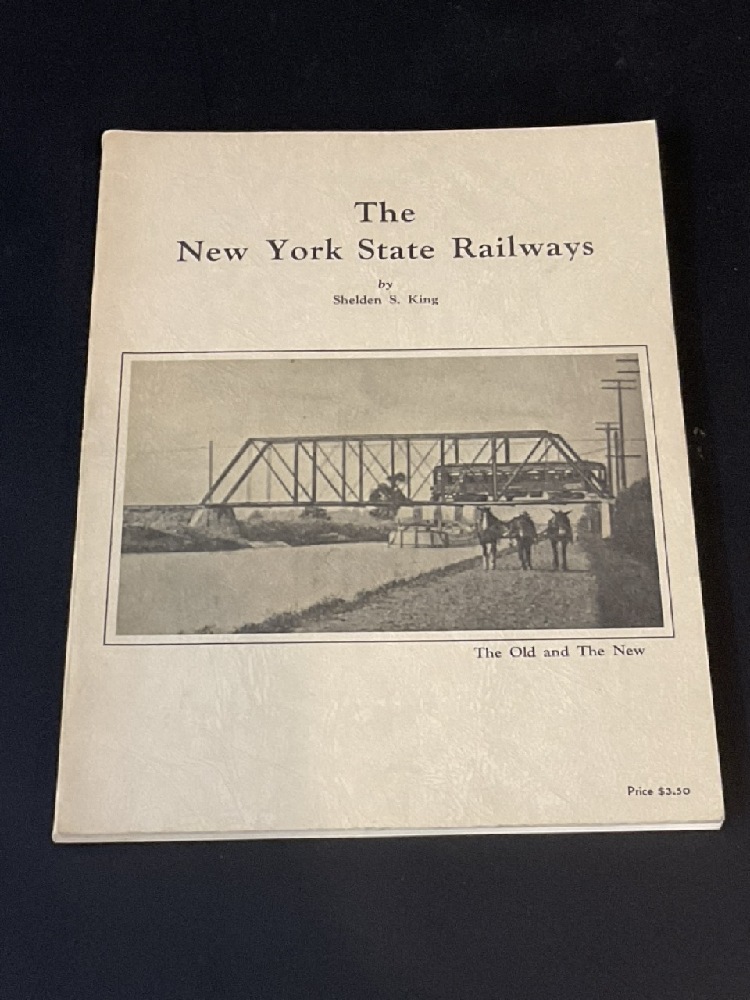 The
New York State Railways
by
Shelden S. King
The Old and The New
Price $3.50